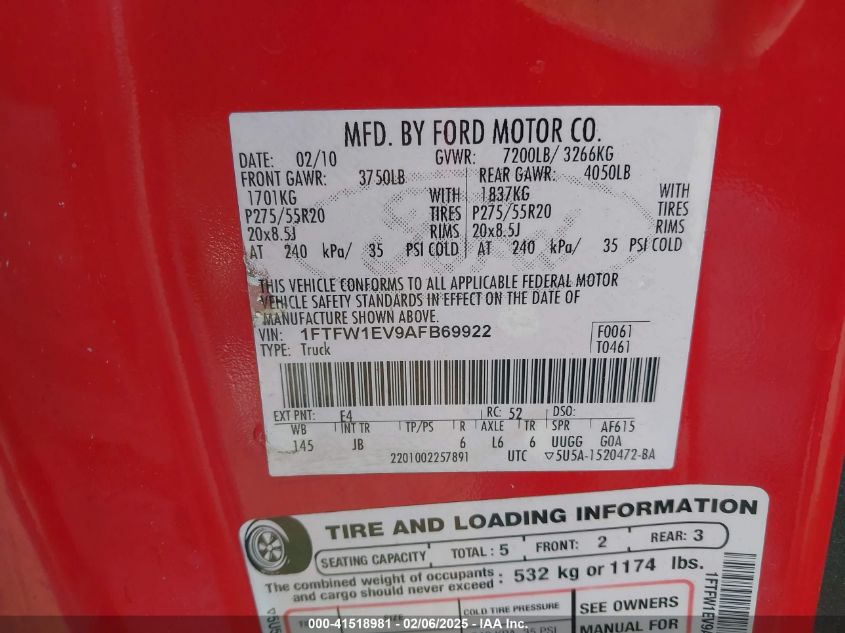 MFD. BY FORD MOTOR CO.
DATE: 02/10 GVWR: 7200LB/ 3266KG
FRONT GAWR: 3750LB REAR GAWR: 4050LB
1701KG WITH 1837KG WITH
P275/55R20 TIRES P275/55R20 TIRES
20x8.5J RIMS 20x8.5J RIMS
AT 240 kPa/ 35 PSI COLD AT 240 kPa/ 35 PSI COLD
THIS VEHICLE CONFORMS TO ALL APPLICABLE FEDERAL MOTOR
VEHICLE SAFETY STANDARDS IN EFFECT ON THE DATE OF
MANUFACTURE SHOWN ABOVE.
VIN: 1FTFW1EV9AFB69922 F0061
TYPE: Truck T0461
EXT PNT: E4 RC: 52 DSO:
WB INT TR TP/PS R AXLE TR SPR AF615
145 JB 6 L6 6 UUGG GOA
2201002257891 UTC ▽5U5A-1520472-BA
TIRE AND LOADING INFORMATION
SEATING CAPACITY TOTAL: 5 FRONT: 2 REAR: 3
The combined weight of occupants
and cargo should never exceed : 532 kg or 1174 lbs.
COLD TIRE PRESSURE SEE OWNERS
MANUAL FOR
35 PSI
000-41518981 - 02/06/2025 - IAA.